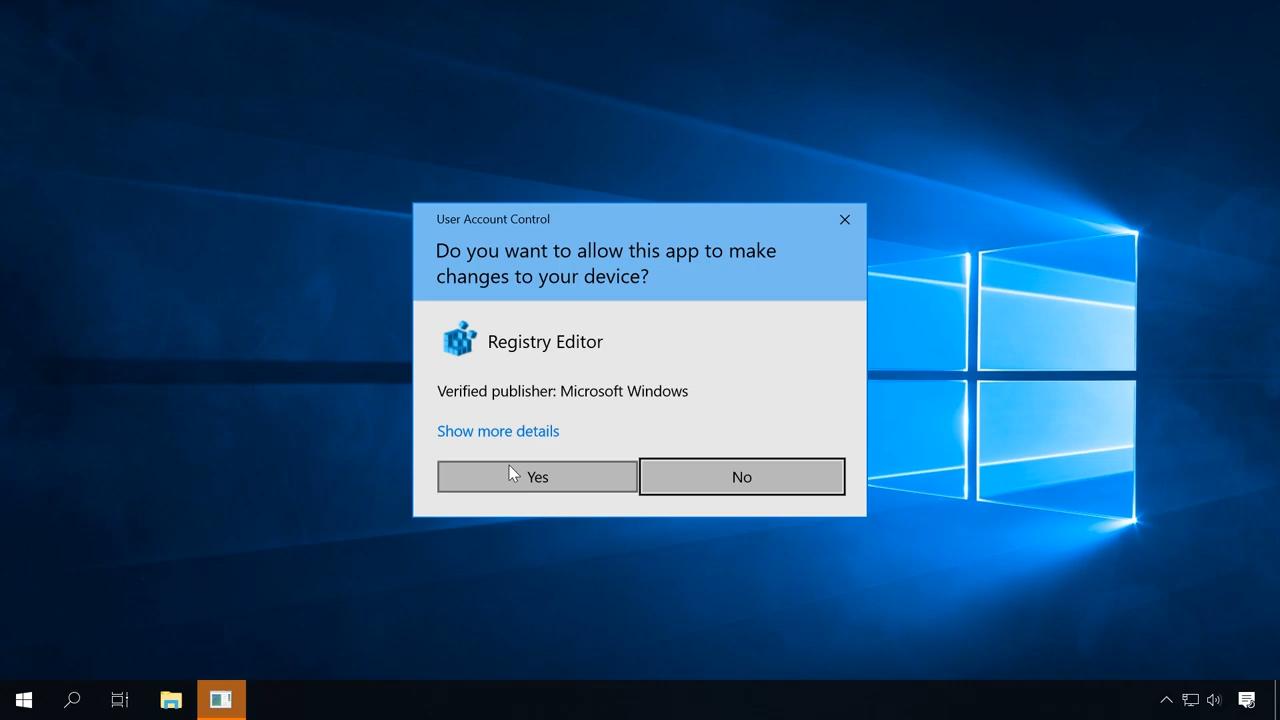 User Account Control
Do you want to allow this app to make
changes to your device?
Registry Editor
Verified publisher: Microsoft Windows
Show more details
Yes
No